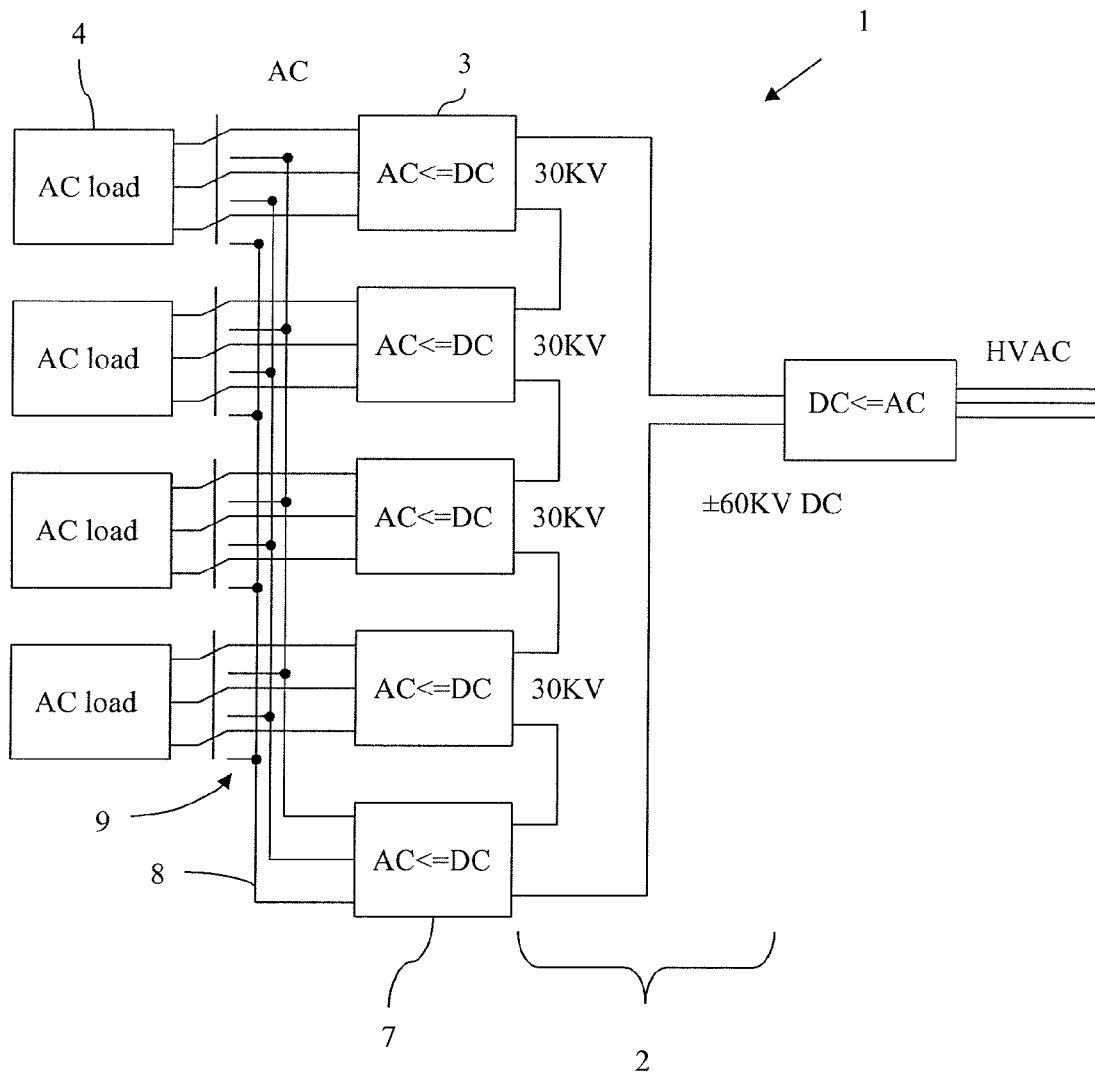 4
AC
3
1
AC load
AC<=DC
30KV
AC load
AC<=DC
30KV
HVAC
DC<=AC
AC load
AC<=DC
30KV
±60KV DC
AC load
AC<=DC
30KV
9
8
AC<=DC
7
2